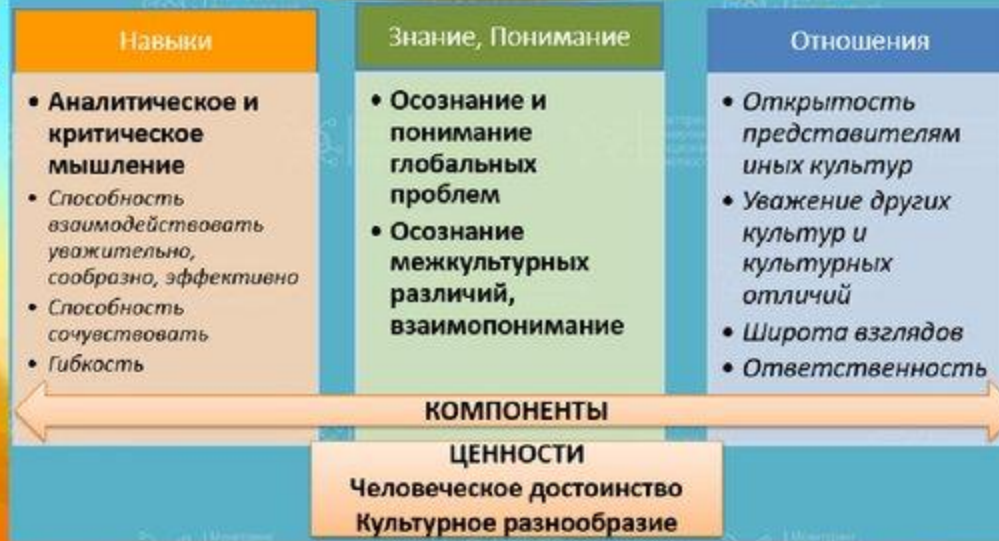 Навыки
• Аналитическое и
критическое
мышление
• Способность
взаимодействовать
уважительно,
сообразно, эффективно
• Способность
сочувствовать
• Гибкость
Знание, Понимание
• Осознание и
понимание
глобальных
проблем
• Осознание
межкультурных
различий,
взаимопонимание
Отношения
• Открытость
представителям
иных культур
• Уважение других
культур и
культурных
отличий
• Широта взглядов
• Ответственность
КОМПОНЕНТЫ
ЦЕННОСТИ
Человеческое достоинство
Культурное разнообразие